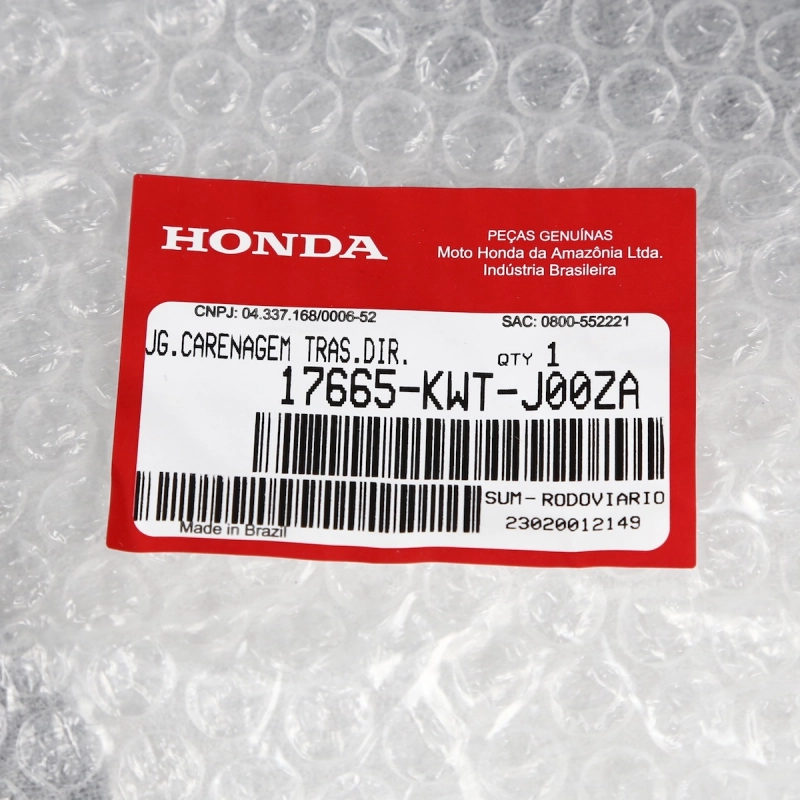 HONDA
PEÇAS GENUÍNAS
Moto Honda da Amazônia Ltda.
Indústria Brasileira
CNPJ: 04.337.168/0006-52
SAC: 0800-552221
JG.CARENAGEM TRAS.DIR.
QTY 1
17665-KWT-J00ZA
SUM-RODOVIARIO
23020012149
Made in Brazil